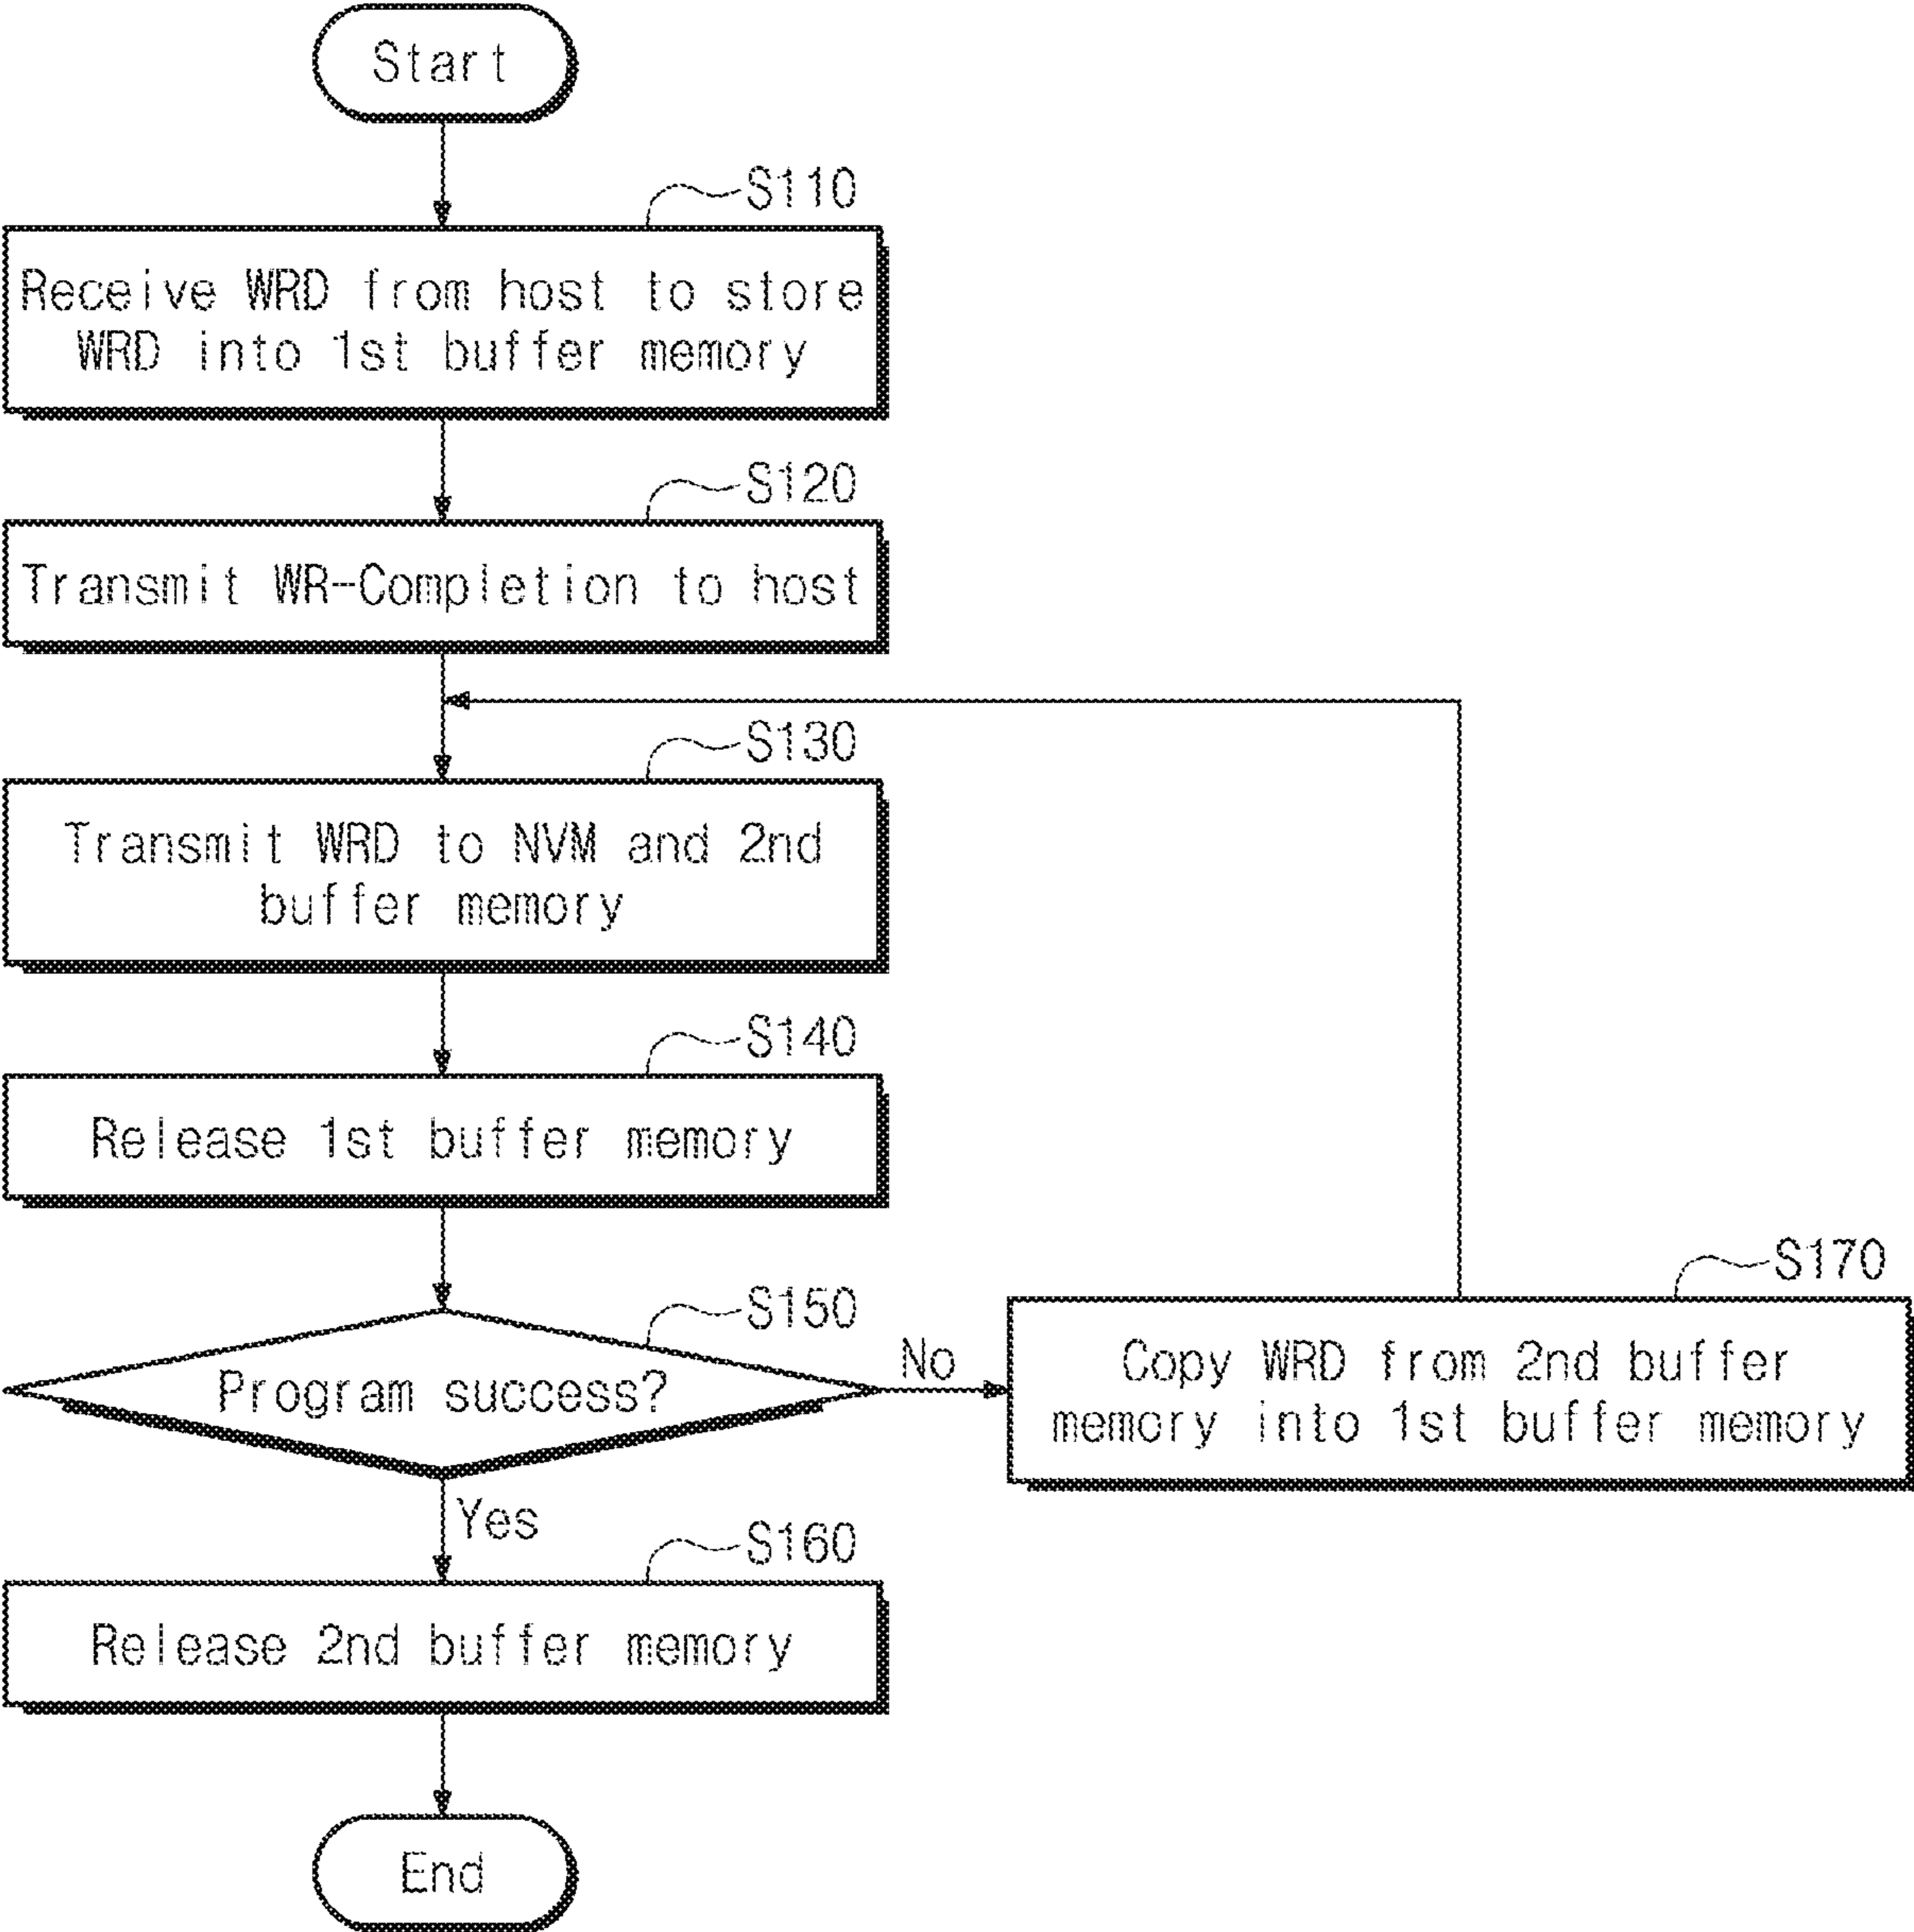 Start
S110
Receive WRD from host to store
WRD into 1st buffer memory
S120
Transmit WR-Completion to host
S130
Transmit WRD to NVM and 2nd
buffer memory
S140
Release 1st buffer memory
S150
Program success?
No
S170
Copy WRD from 2nd buffer
memory into 1st buffer memory
Yes
S160
Release 2nd buffer memory
End